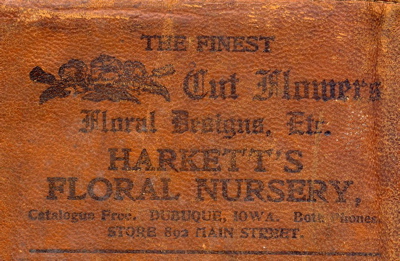 THE FINEST
Cut Flowers
Floral Designs, Etc.
HARKETT'S
FLORAL NURSERY,
Catalogue Free. DUBUQUE, IOWA. Both Phones.
STORE 692 MAIN STREET.